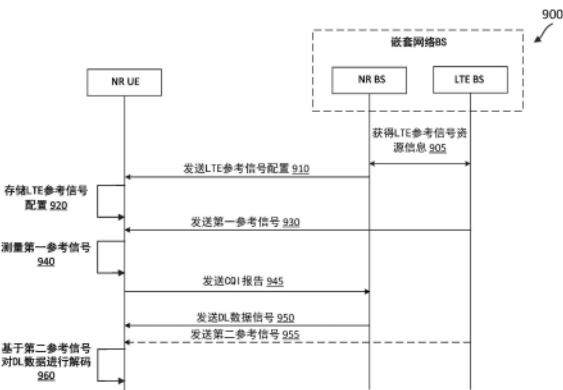 900
嵌套网络BS
NR UE
NR BS
LTE BS
获得LTE参考信号资
源信息 905
发送LTE参考信号配置 910
存储LTE参考信号
配置 920
发送第一参考信号 930
测量第一参考信号
940
发送CQI报告 945
发送DL数据信号 950
发送第二参考信号 955
基于第二参考信号
对DL数据进行解码
960